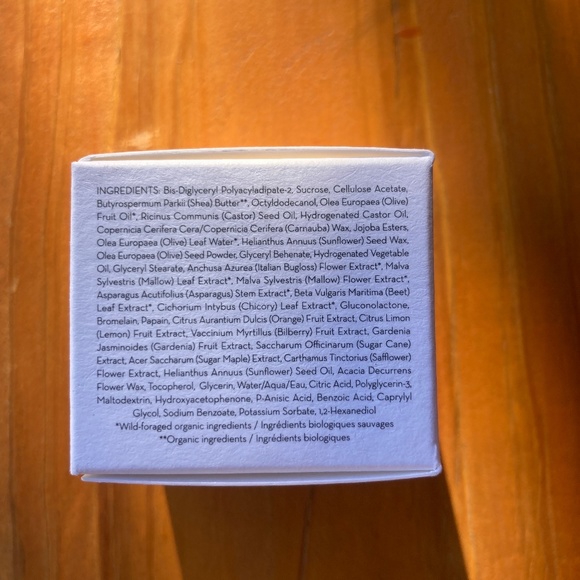 INGREDIENTS: Bis-Diglyceryl Polyacyladipate-2, Sucrose, Cellulose Acetate,
Butyrospermum Parkii (Shea) Butter**, Octyldodecanol, Olea Europaea (Olive)
Fruit Oil*, Ricinus Communis (Castor) Seed Oil, Hydrogenated Castor Oil,
Copernicia Cerifera Cera/Copernicia Cerifera (Carnauba) Wax, Jojoba Esters,
Olea Europaea (Olive) Leaf Water*, Helianthus Annuus (Sunflower) Seed Wax,
Olea Europaea (Olive) Seed Powder, Glyceryl Behenate, Hydrogenated Vegetable
Oil, Glyceryl Stearate, Anchusa Azurea (Italian Bugloss) Flower Extract*, Malva
Sylvestris (Mallow) Leaf Extract*, Malva Sylvestris (Mallow) Flower Extract*,
Asparagus Acutifolius (Asparagus) Stem Extract*, Beta Vulgaris Maritima (Beet)
Leaf Extract*, Cichorium Intybus (Chicory) Leaf Extract*, Gluconolactone,
Bromelain, Papain, Citrus Aurantium Dulcis (Orange) Fruit Extract, Citrus Limon
(Lemon) Fruit Extract, Vaccinium Myrtillus (Bilberry) Fruit Extract, Gardenia
Jasminoides (Gardenia) Fruit Extract, Saccharum Officinarum (Sugar Cane)
Extract, Acer Saccharum (Sugar Maple) Extract, Carthamus Tinctorius (Safflower)
Flower Extract, Helianthus Annuus (Sunflower) Seed Oil, Acacia Decurrens
Flower Wax, Tocopherol, Glycerin, Water/Aqua/Eau, Citric Acid, Polyglycerin-3,
Maltodextrin, Hydroxyacetophenone, P-Anisic Acid, Benzoic Acid, Caprylyl
Glycol, Sodium Benzoate, Potassium Sorbate, 1,2-Hexanediol
*Wild-foraged organic ingredients / Ingrédients biologiques sauvages
**Organic ingredients / Ingrédients biologiques